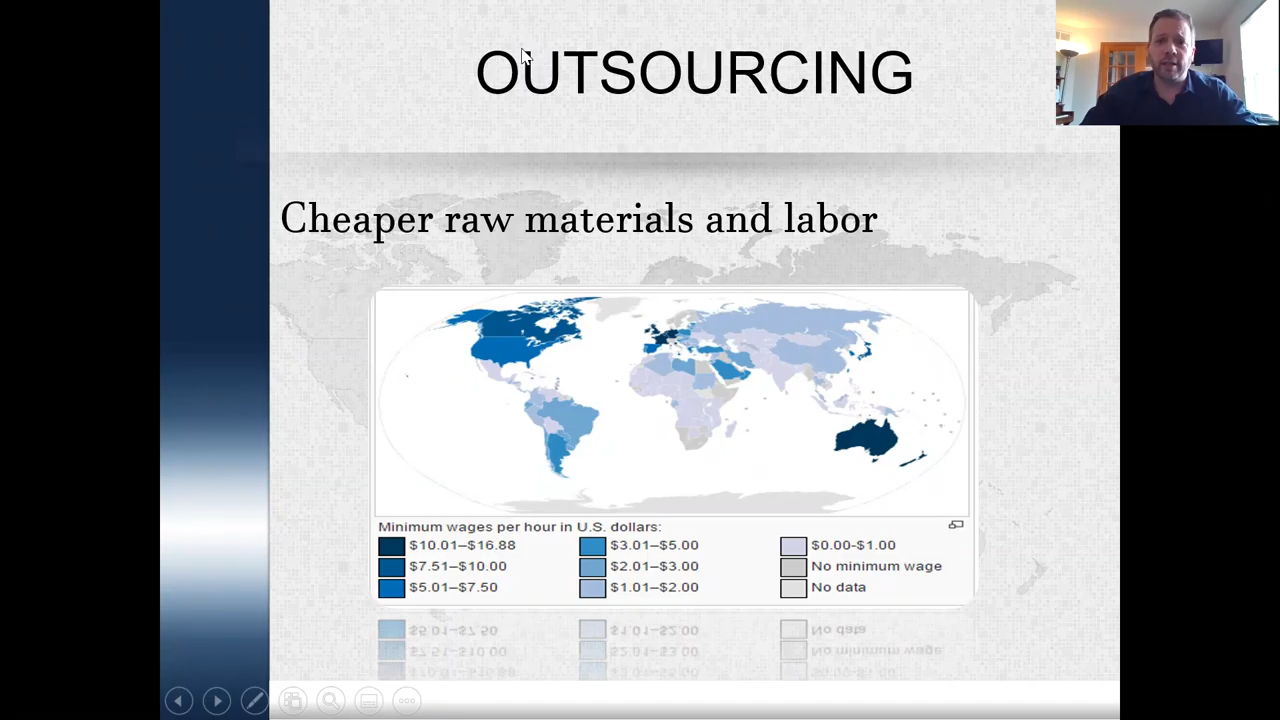 OUTSOURCING
Cheaper raw materials and labor
Minimum wages per hour in U.S. dollars:
$10.01–$16.88 $3.01–$5.00 $0.00-$1.00
$7.51–$10.00 $2.01–$3.00 No minimum wage
$5.01–$7.50 $1.01–$2.00 No data